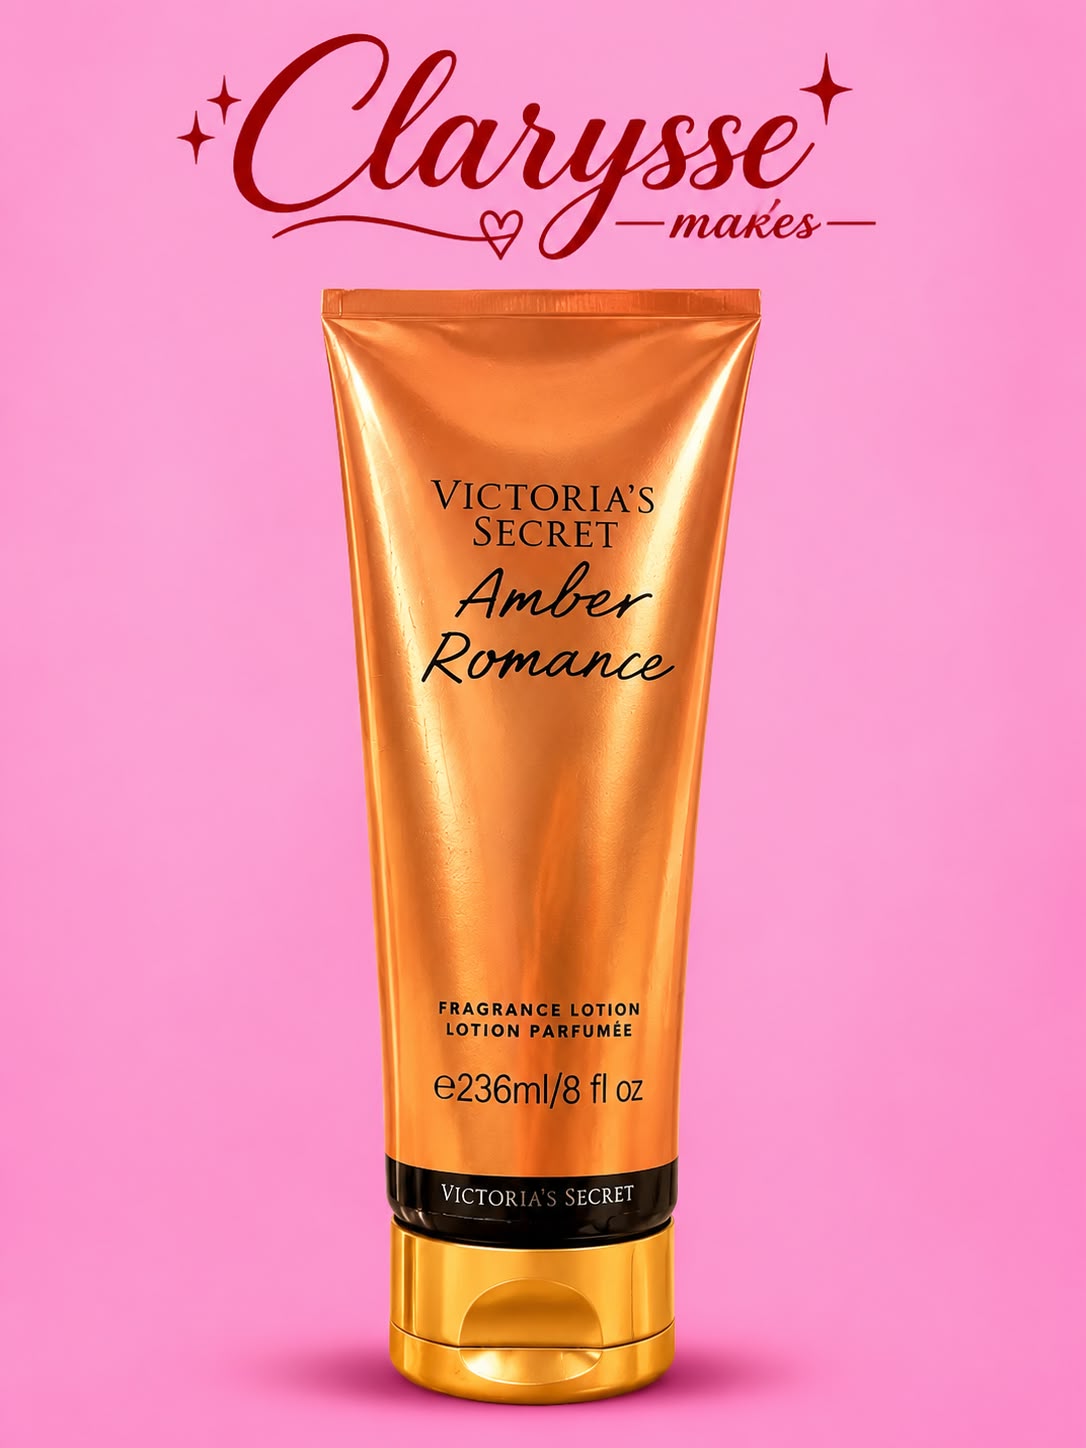 Clarysse
makes
VICTORIA'S
SECRET
Amber
Romance
FRAGRANCE LOTION
LOTION PARFUMÉE
℮236ml/8 fl oz
VICTORIA'S SECRET